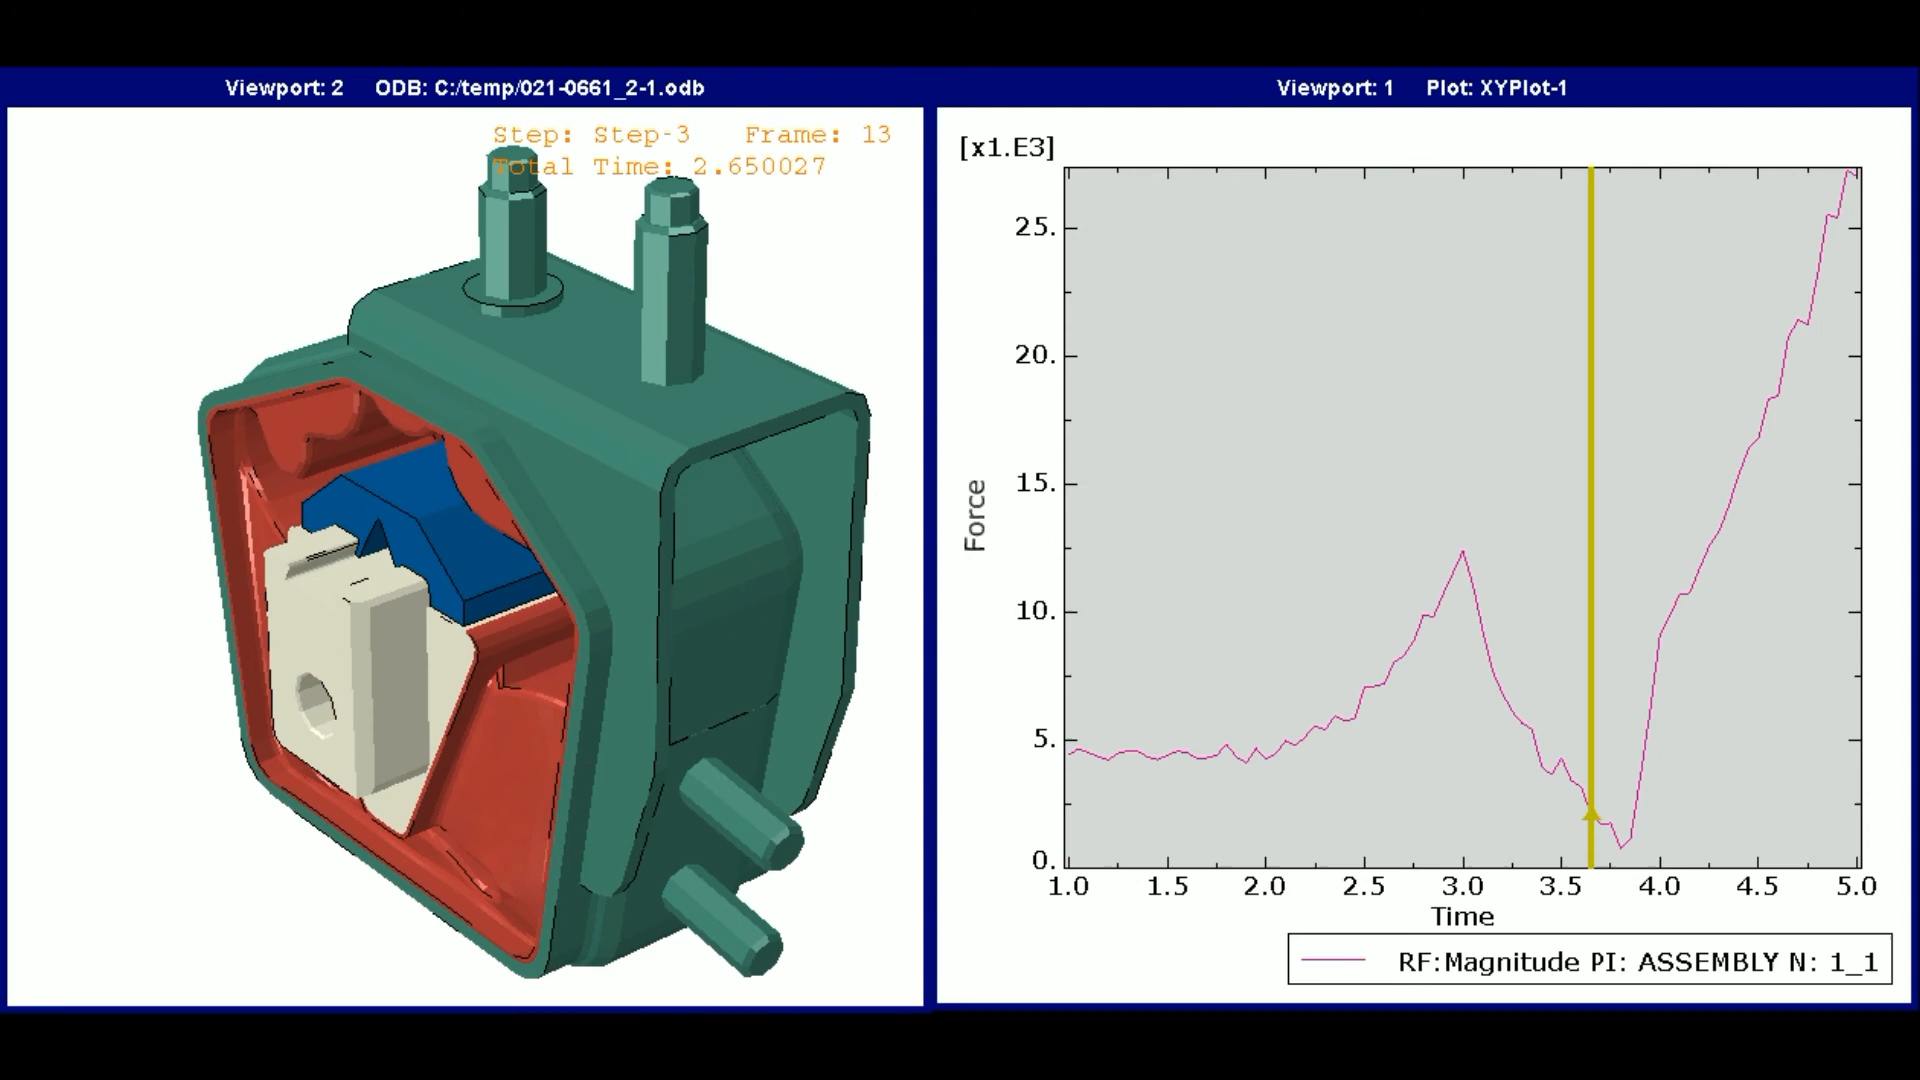 Viewport: 2 ODB: C:/temp/021-0661_2-1.odb
Step: Step-3 Frame: 13
Total Time: 2.650027
Viewport: 1 Plot: XYPlot-1
[x1.E3]
25.
20.
15.
10.
5.
0.
Force
1.0 1.5 2.0 2.5 3.0 3.5 4.0 4.5 5.0
Time
RF:Magnitude PI: ASSEMBLY N: 1_1